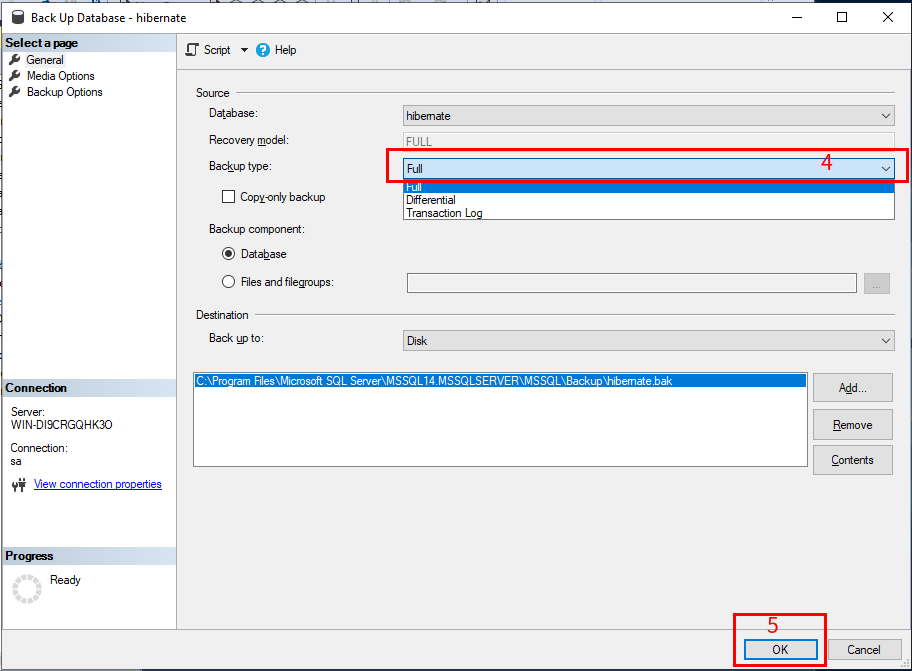 Back Up Database - hibernate
Select a page
General
Media Options
Backup Options
Script
Help
Source
Database:
hibernate
Recovery model:
FULL
Backup type:
Full
4
Full
Differential
Transaction Log
Copy-only backup
Backup component:
Database
Files and filegroups:
...
Destination
Back up to:
Disk
C:\Program Files\Microsoft SQL Server\MSSQL14.MSSQLSERVER\MSSQL\Backup\hibernate.bak
Add...
Remove
Contents
Connection
Server:
WIN-DI9CRGQHK3O
Connection:
sa
View connection properties
Progress
Ready
5
OK
Cancel